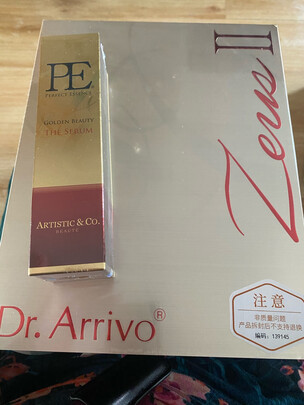 PE
PERFECT ESSENCE
GOLDEN BEAUTY
THE SERUM
ARTISTIC & CO.
BEAUTÉ
Zeus II
Dr. Arrivo®
注意
非质量问题
产品拆封后不支持退换
编码：139145